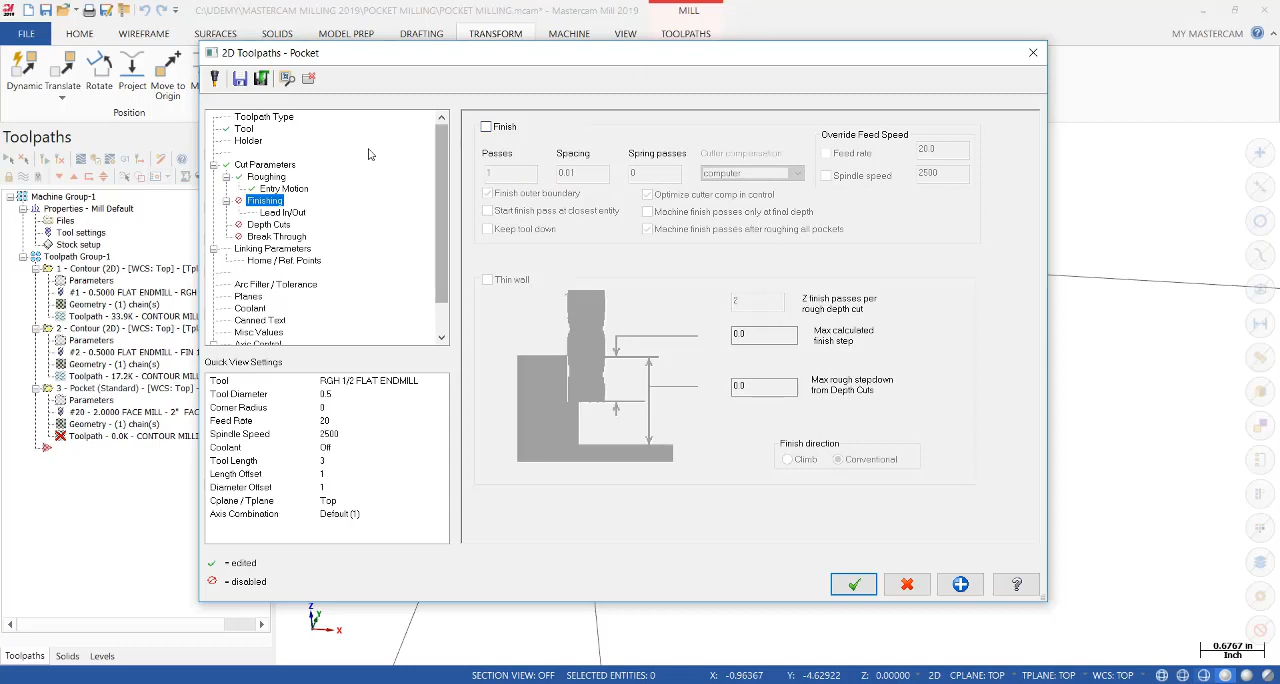 C:\UDEMY\MASTERCAM MILLING 2019\POCKET MILLING\POCKET MILLING.mcam* - Mastercam Mill 2019
MILL
FILE
HOME
WIREFRAME
SURFACES
SOLIDS
MODEL PREP
DRAFTING
TRANSFORM
MACHINE
VIEW
TOOLPATHS
MY MASTERCAM
Dynamic
Translate
Rotate
Project
Move to
Origin
Position
2D Toolpaths - Pocket
Toolpaths
Machine Group-1
Properties - Mill Default
Files
Tool settings
Stock setup
Toolpath Group-1
1 - Contour (2D) - [WCS: Top] - [Tpl
Parameters
#1 - 0.5000 FLAT ENDMILL - RGH
Geometry - (1) chain(s)
Toolpath - 33.9K - CONTOUR MIL
2 - Contour (2D) - [WCS: Top] - [Tpl
Parameters
#2 - 0.5000 FLAT ENDMILL - FIN 1
Geometry - (1) chain(s)
Toolpath - 17.2K - CONTOUR MIL
3 - Pocket (Standard) - [WCS: Top] -
Parameters
#20 - 2.0000 FACE MILL - 2" FAC
Geometry - (1) chain(s)
Toolpath - 0.0K - CONTOUR MILLI
Toolpath Type
Tool
Holder
Cut Parameters
Roughing
Entry Motion
Finishing
Lead In/Out
Depth Cuts
Break Through
Linking Parameters
Home / Ref. Points
Arc Filter / Tolerance
Planes
Coolant
Canned Text
Misc Values
Axis Control
Quick View Settings
Tool RGH 1/2 FLAT ENDMILL
Tool Diameter 0.5
Corner Radius 0
Feed Rate 20
Spindle Speed 2500
Coolant Off
Tool Length 3
Length Offset 1
Diameter Offset 1
Cplane / Tplane Top
Axis Combination Default (1)
= edited
= disabled
Finish
Passes
Spacing
Spring passes
Cutter compensation
1
0.01
0
computer
Override Feed Speed
Feed rate 20.0
Spindle speed 2500
Finish outer boundary
Optimize cutter comp in control
Start finish pass at closest entity
Machine finish passes only at final depth
Keep tool down
Machine finish passes after roughing all pockets
Thin wall
2
Z finish passes per
rough depth cut
0.0
Max calculated
finish step
0.0
Max rough stepdown
from Depth Cuts
Finish direction
Climb
Conventional
Z
Y
X
0.6767 in
Inch
Toolpaths
Solids
Levels
SECTION VIEW: OFF
SELECTED ENTITIES: 0
X: -0.96367
Y: -4.62922
Z: 0.00000
2D
CPLANE: TOP
TPLANE: TOP
WCS: TOP